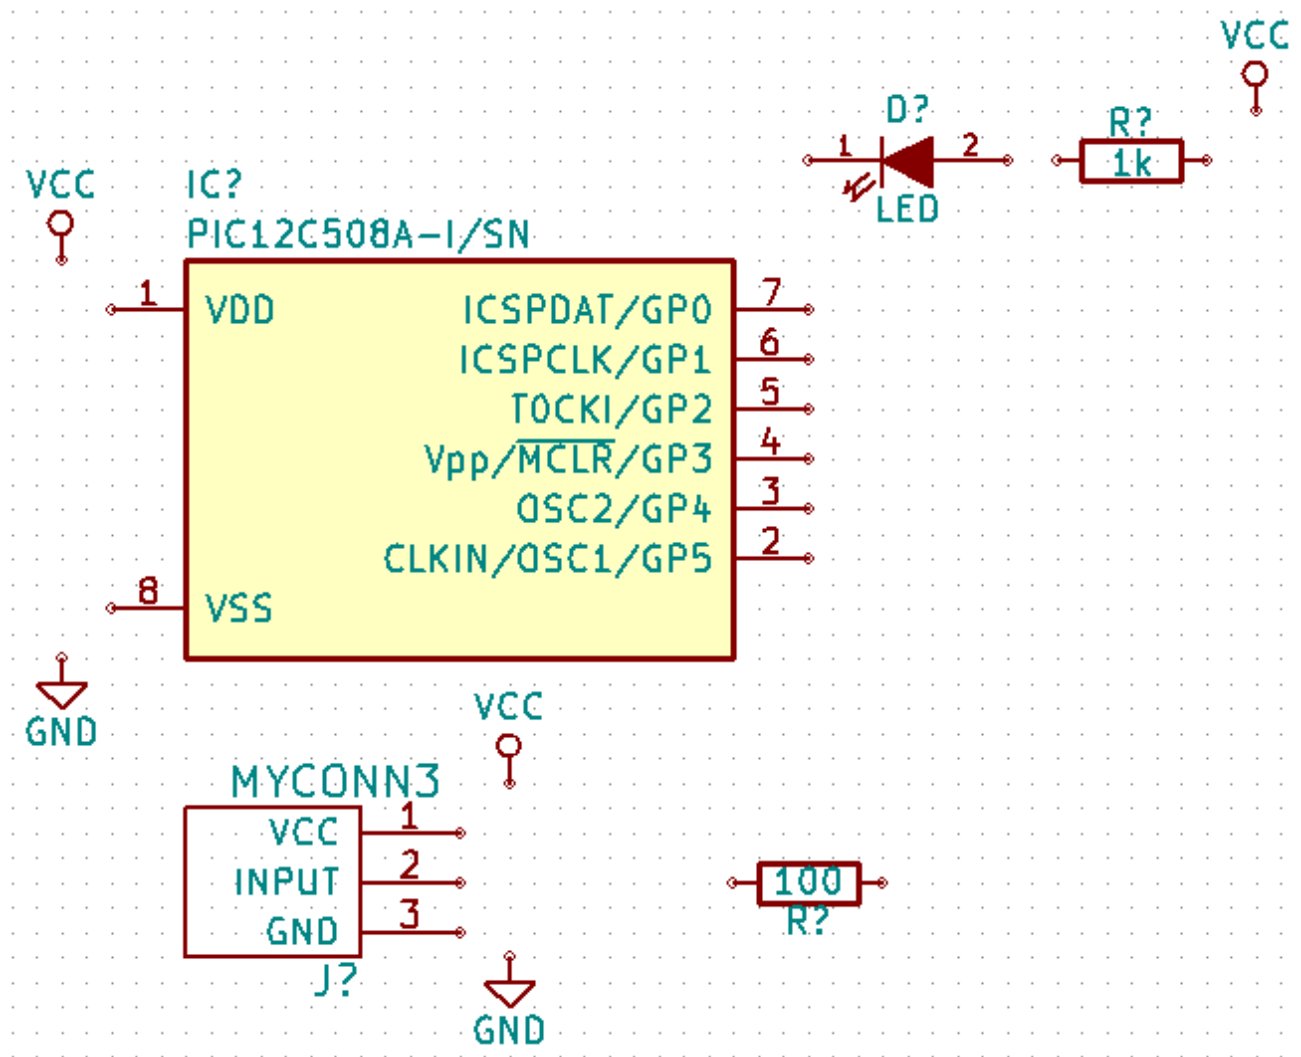 VCC
D?
R?
1 2
1k
LED
VCC
IC?
PIC12C508A-I/SN
1 VDD ICSPDAT/GP0 7
ICSPCLK/GP1 6
T0CKI/GP2 5
Vpp/MCLR/GP3 4
OSC2/GP4 3
CLKIN/OSC1/GP5 2
8 VSS
GND
VCC
MYCONN3
VCC 1
INPUT 2
GND 3
J?
100
R?
GND